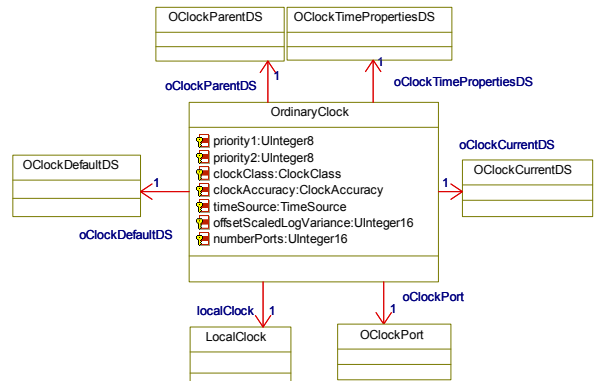 OClockParentDS
OClockTimePropertiesDS
1
1
oClockParentDS
oClockTimePropertiesDS
OrdinaryClock
priority1:UInteger8
priority2:UInteger8
clockClass:ClockClass
clockAccuracy:ClockAccuracy
timeSource:TimeSource
offsetScaledLogVariance:UInteger16
numberPorts:UInteger16
oClockCurrentDS
OClockDefaultDS
OClockCurrentDS
1
1
oClockDefaultDS
localClock
1
oClockPort
1
LocalClock
OClockPort